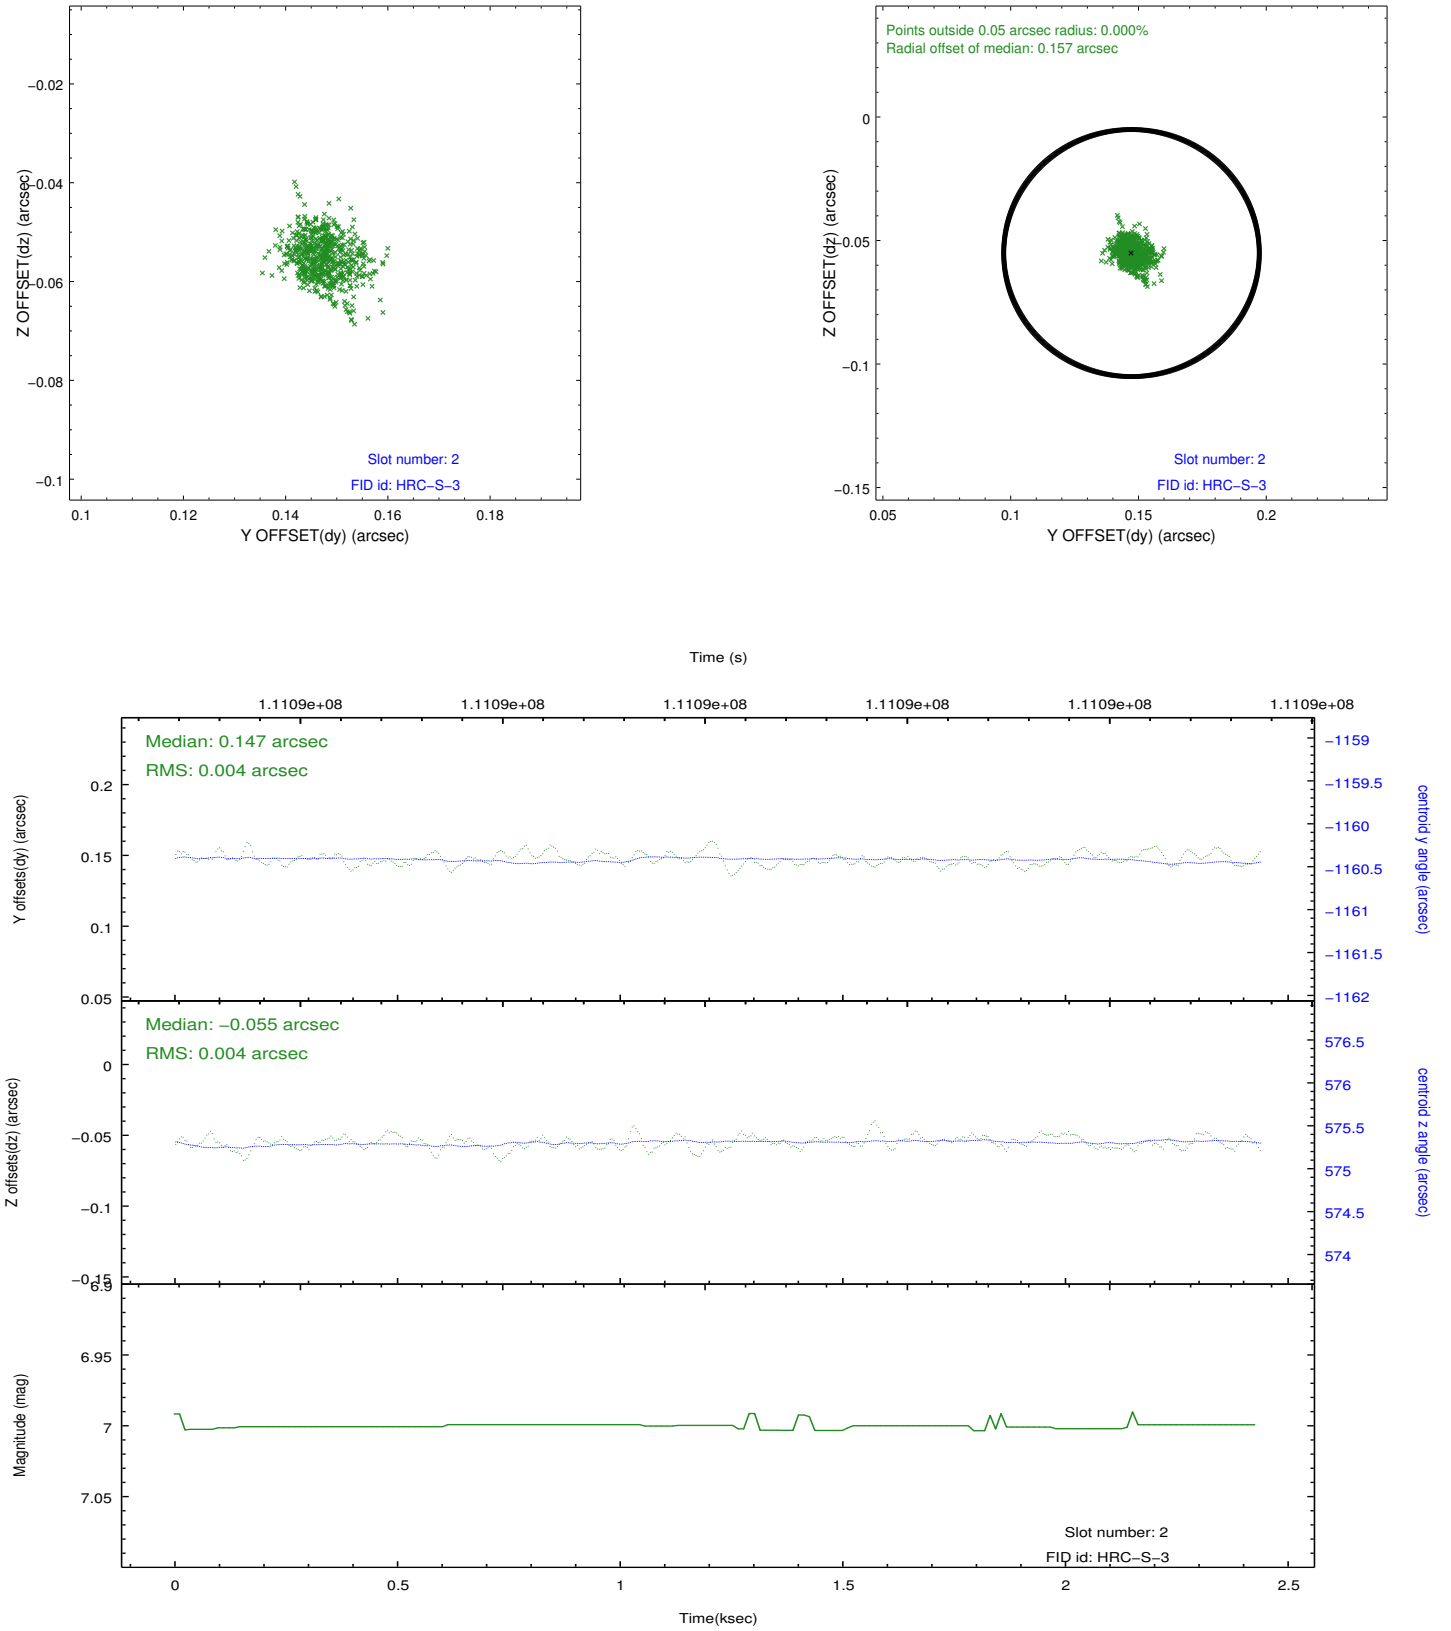 −0.02
−0.04
−0.06
−0.08
−0.1
Z OFFSET(dz) (arcsec)
0.1 0.12 0.14 0.16 0.18
Y OFFSET(dy) (arcsec)
Slot number: 2
FID id: HRC−S−3
Points outside 0.05 arcsec radius: 0.000%
Radial offset of median: 0.157 arcsec
0
−0.05
−0.1
−0.15
Z OFFSET(dz) (arcsec)
0.05 0.1 0.15 0.2
Y OFFSET(dy) (arcsec)
Slot number: 2
FID id: HRC−S−3
Time (s)
1.1109e+08 1.1109e+08 1.1109e+08 1.1109e+08 1.1109e+08 1.1109e+08
Median: 0.147 arcsec
RMS: 0.004 arcsec
0.2
0.15
0.1
0.05
Y offsets(dy) (arcsec)
−1159
−1159.5
−1160
−1160.5
−1161
−1161.5
−1162
centroid y angle (arcsec)
Median: −0.055 arcsec
RMS: 0.004 arcsec
0
−0.05
−0.1
−0.15
Z offsets(dz) (arcsec)
576.5
576
575.5
575
574.5
574
centroid z angle (arcsec)
6.9
6.95
7
7.05
Magnitude (mag)
Slot number: 2
FID id: HRC−S−3
0 0.5 1 1.5 2 2.5
Time(ksec)